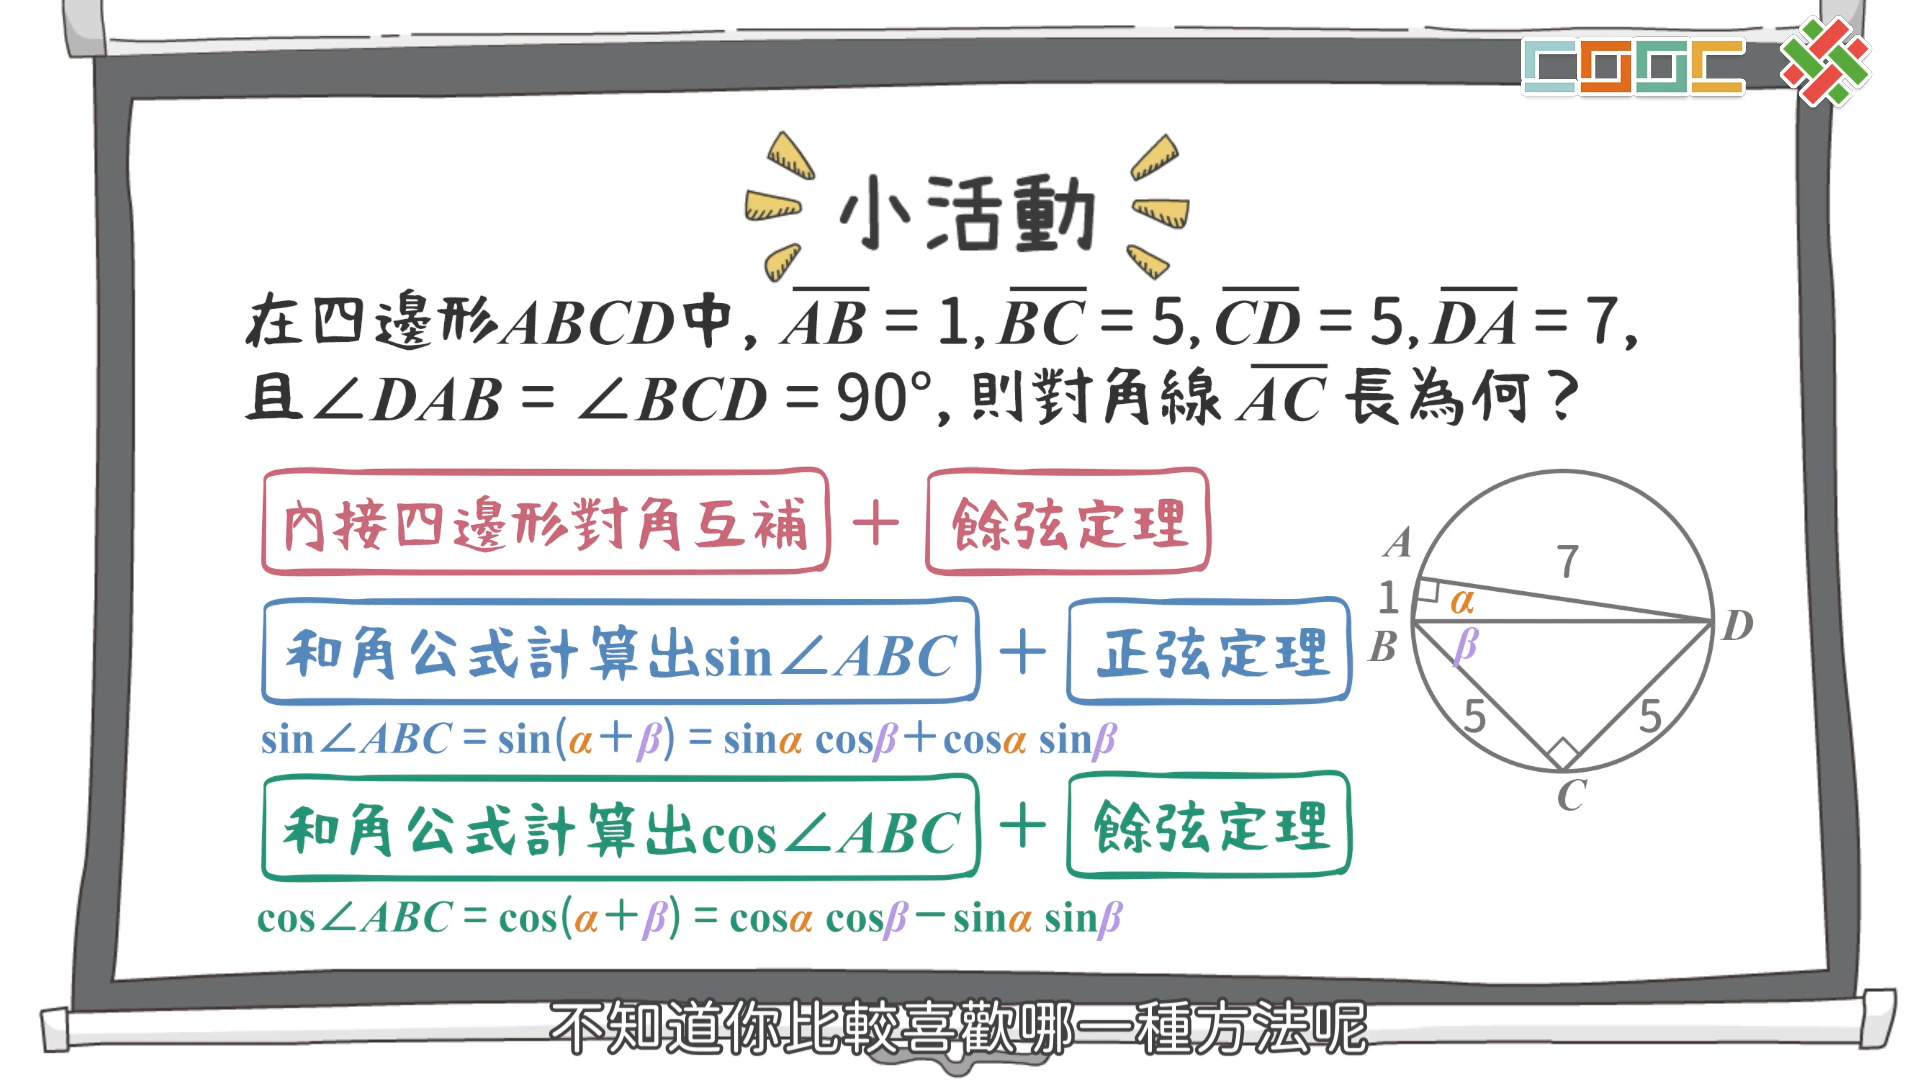 COOC
小活動
在四邊形ABCD中, AB = 1, BC = 5, CD = 5, DA = 7,
且∠DAB = ∠BCD = 90°, 則對角線 AC 長為何?
內接四邊形對角互補 + 餘弦定理
和角公式計算出sin∠ABC + 正弦定理
sin∠ABC = sin(α+β) = sinα cosβ+cosα sinβ
和角公式計算出cos∠ABC + 餘弦定理
cos∠ABC = cos(α+β) = cosα cosβ−sinα sinβ
A
7
1
α
B
β
D
5
5
C
不知道你比較喜歡哪一種方法呢